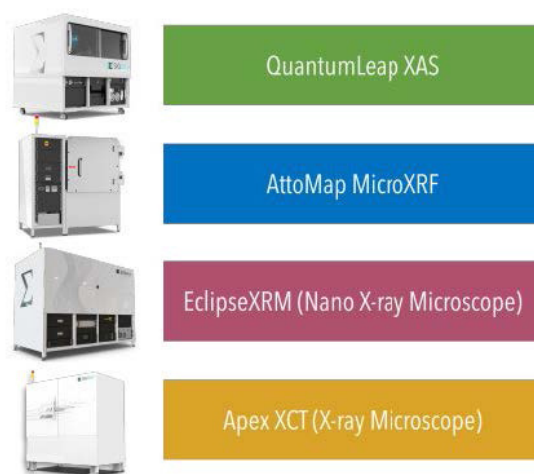 QuantumLeap XAS
AttoMap MicroXRF
EclipseXRM (Nano X-ray Microscope)
Apex XCT (X-ray Microscope)